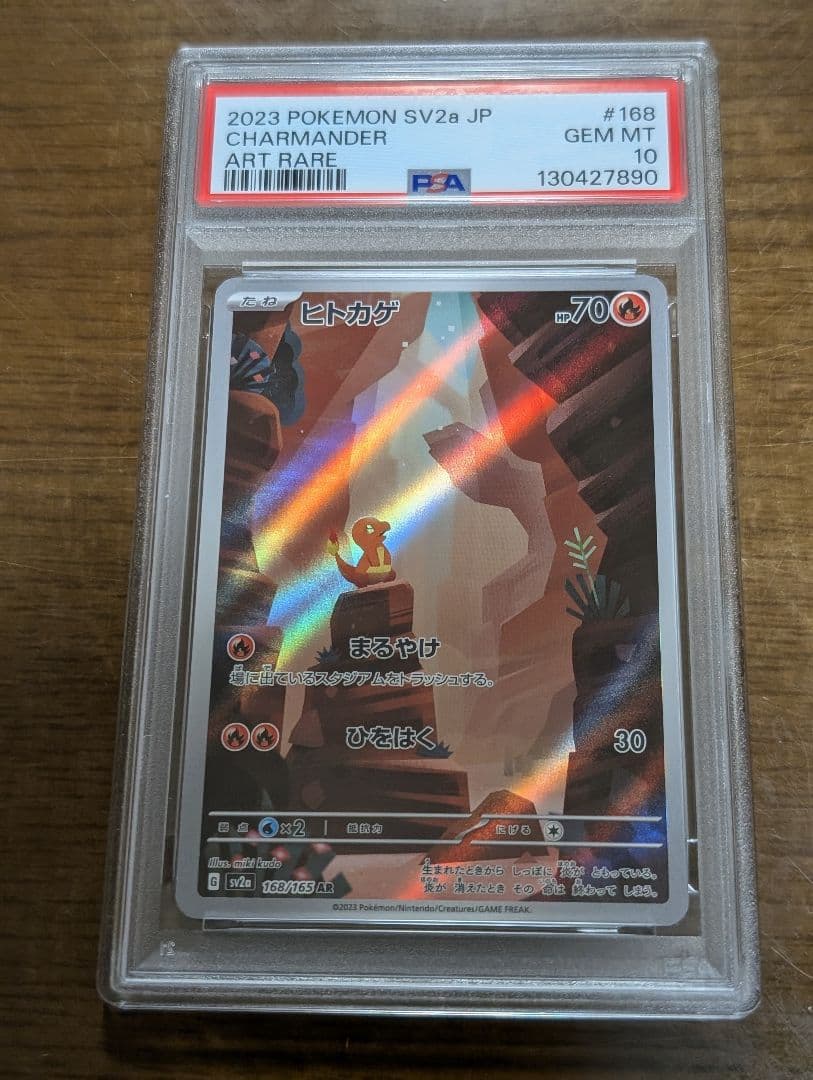 2023 POKEMON SV2a JP #168
CHARMANDER GEM MT
ART RARE 10
PSA 130427890
たね ヒトカゲ HP70
まるやけ
場に出ているスタジアムをトラッシュする。
ひをはく 30
弱点 ×2 抵抗力 にげる
Illus. miki kudo
生まれたときから しっぽに 炎が ともっている。
炎が 消えたとき その 命は 終わって しまう。
G sv2a 168/165 AR
©2023 Pokémon/Nintendo/Creatures/GAME FREAK.